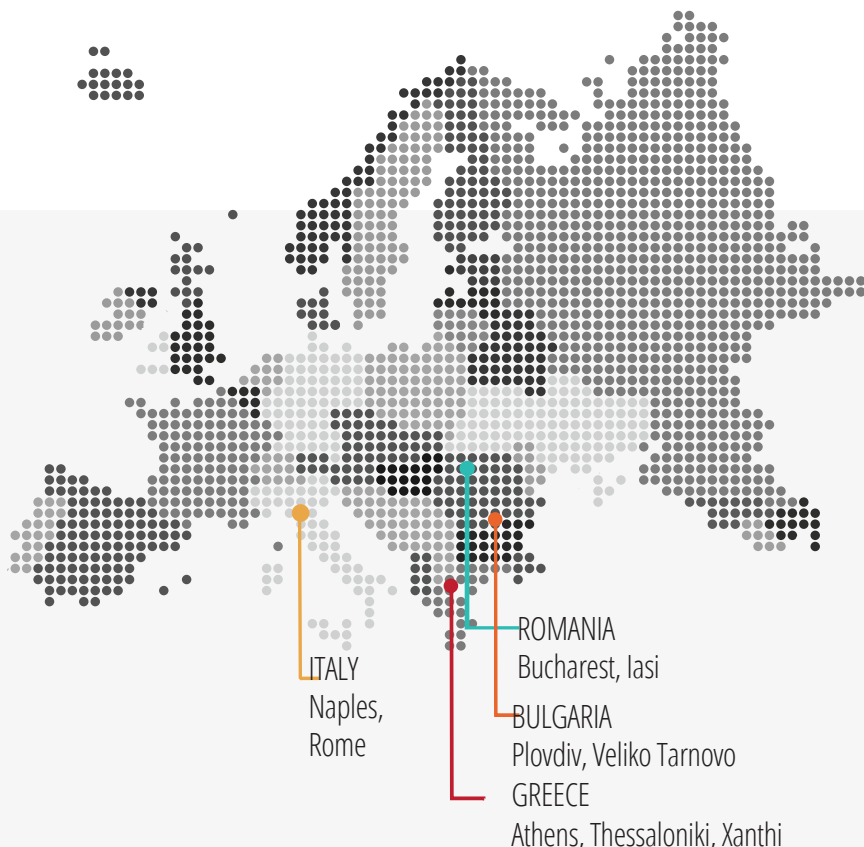 ROMANIA
Bucharest, Iasi
ITALY
Naples,
Rome
BULGARIA
Plovdiv, Veliko Tarnovo
GREECE
Athens, Thessaloniki, Xanthi